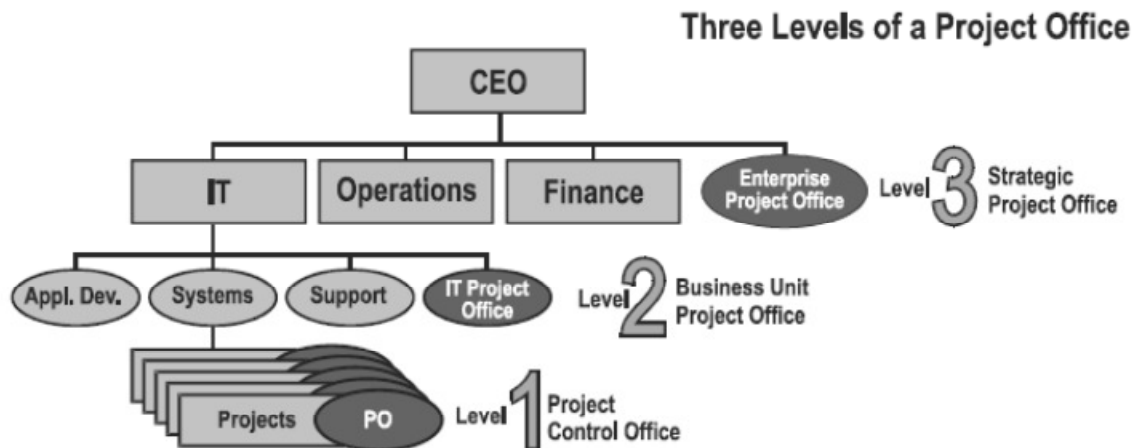 Three Levels of a Project Office
CEO
IT
Operations
Finance
Enterprise
Project Office
Level 3
Strategic
Project Office
Appl. Dev.
Systems
Support
IT Project
Office
Level 2
Business Unit
Project Office
Projects
PO
Level 1
Project
Control Office